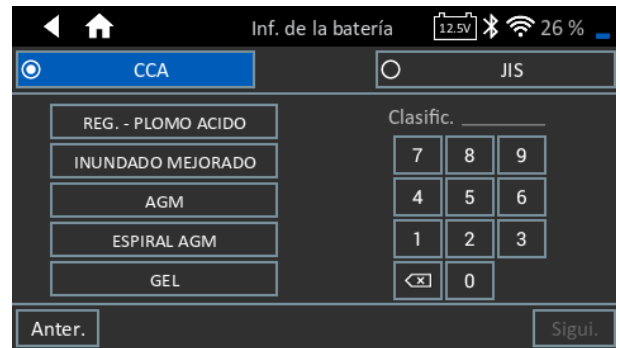 Inf. de la batería 12.5V 26 %
CCA JIS
REG. - PLOMO ACIDO
INUNDADO MEJORADO
AGM
ESPIRAL AGM
GEL
Clasific. ________
7 8 9
4 5 6
1 2 3
0
Anter. Sigui.